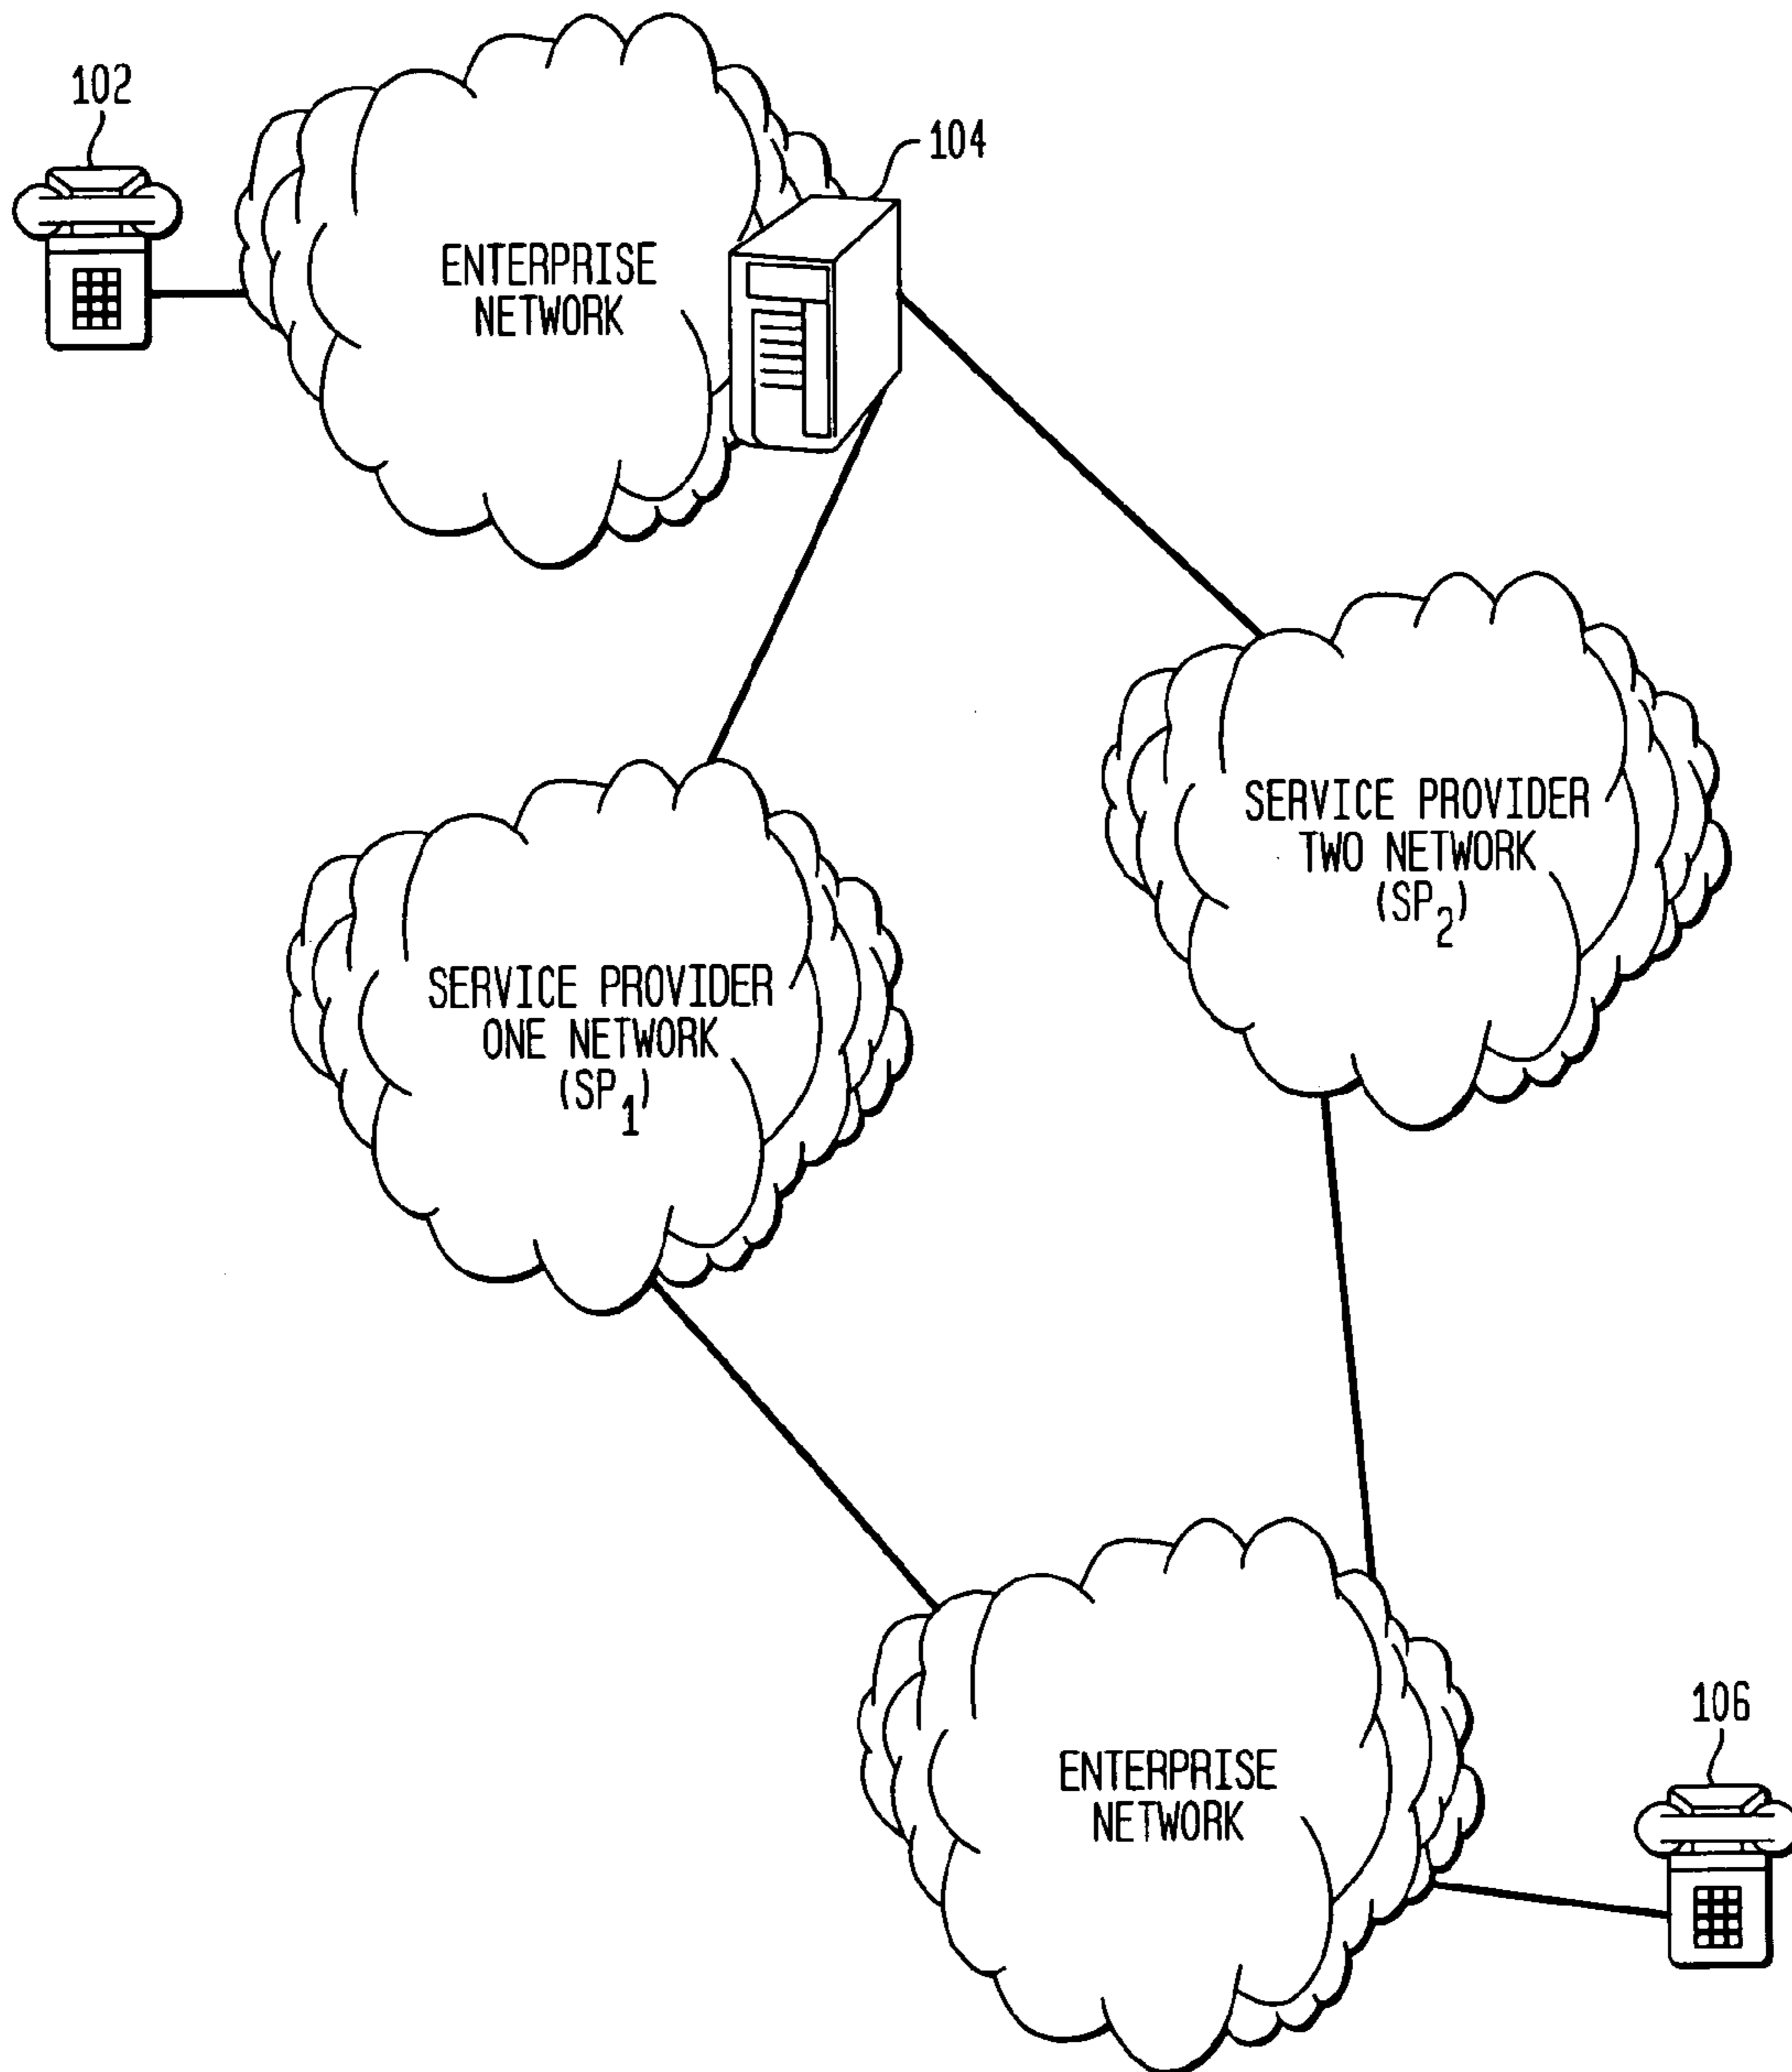 102
104
ENTERPRISE
NETWORK
SERVICE PROVIDER
TWO NETWORK
(SP2)
SERVICE PROVIDER
ONE NETWORK
(SP1)
106
ENTERPRISE
NETWORK